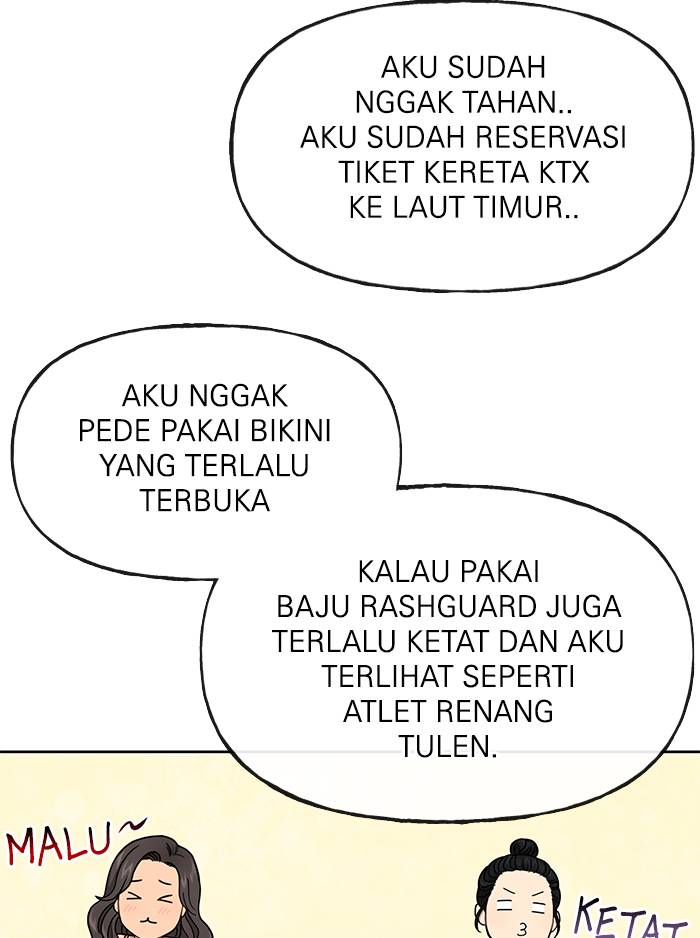 AKU SUDAH
NGGAK TAHAN..
AKU SUDAH RESERVASI
TIKET KERETA KTX
KE LAUT TIMUR..
AKU NGGAK
PEDE PAKAI BIKINI
YANG TERLALU
TERBUKA
KALAU PAKAI
BAJU RASHGUARD JUGA
TERLALU KETAT DAN AKU
TERLIHAT SEPERTI
ATLET RENANG
TULEN.
MALU~
KETAT